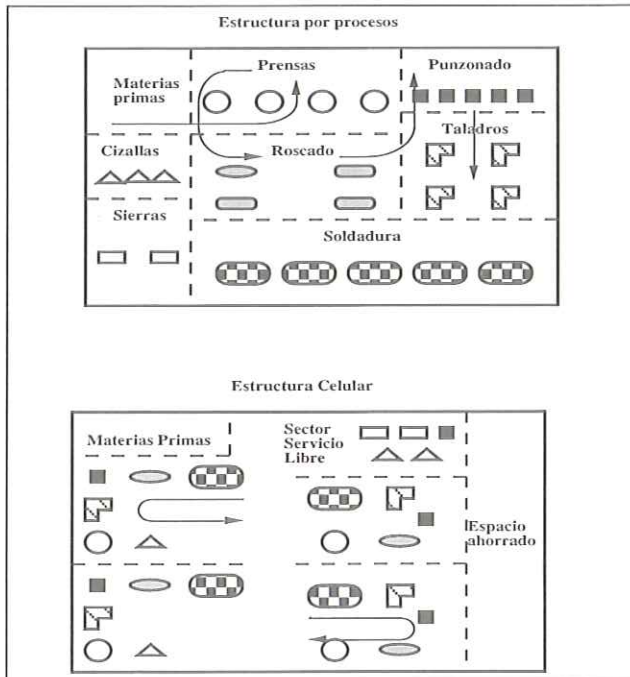 Estructura por procesos
Prensas
Punzonado
Materias
primas
Taladros
Cizallas
Roscado
Sierras
Soldadura
Estructura Celular
Materias Primas
Sector
Servicio
Libre
Espacio
ahorrado